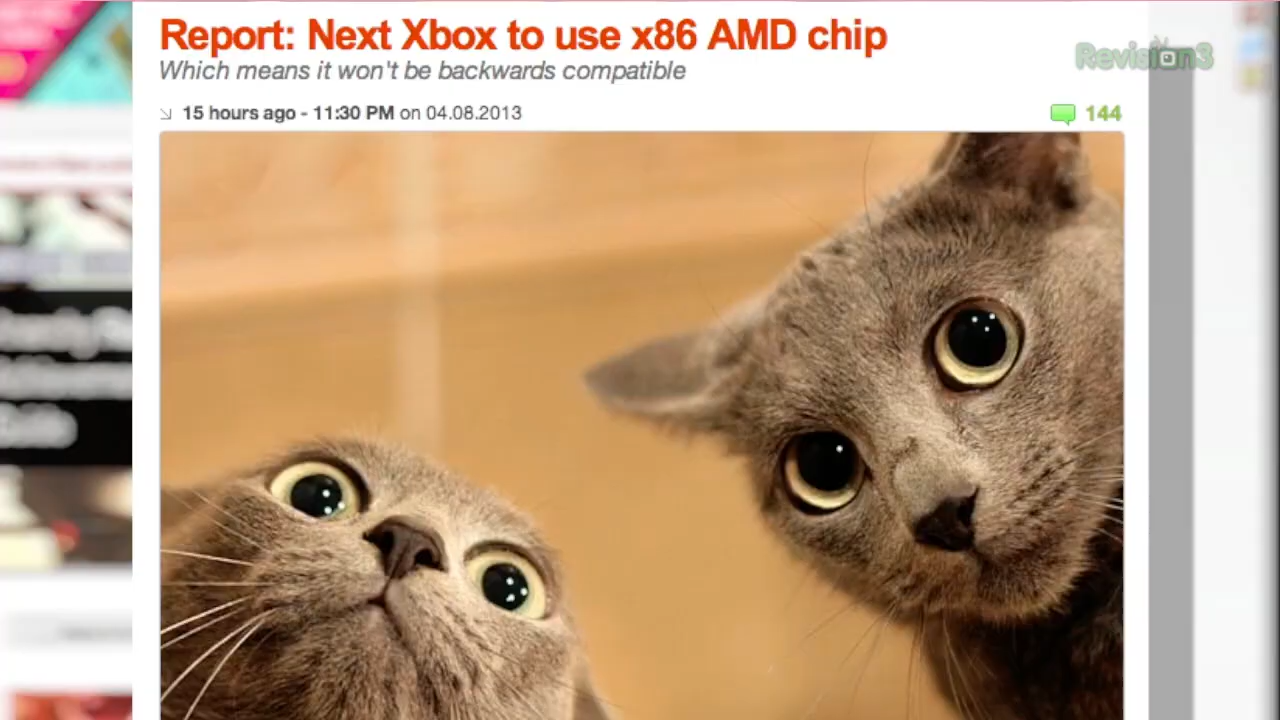 Report: Next Xbox to use x86 AMD chip
Revision3
Which means it won't be backwards compatible
15 hours ago - 11:30 PM on 04.08.2013
144